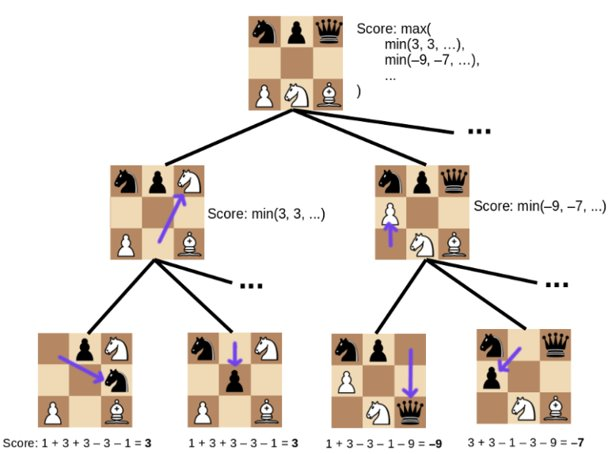 Score: max(
min(3, 3, …),
min(–9, –7, …),
...
)
...
Score: min(3, 3, ...)
Score: min(–9, –7, ...)
...
...
Score: 1 + 3 + 3 – 3 – 1 = 3
1 + 3 + 3 – 3 – 1 = 3
1 + 3 – 3 – 1 – 9 = –9
3 + 3 – 1 – 3 – 9 = –7